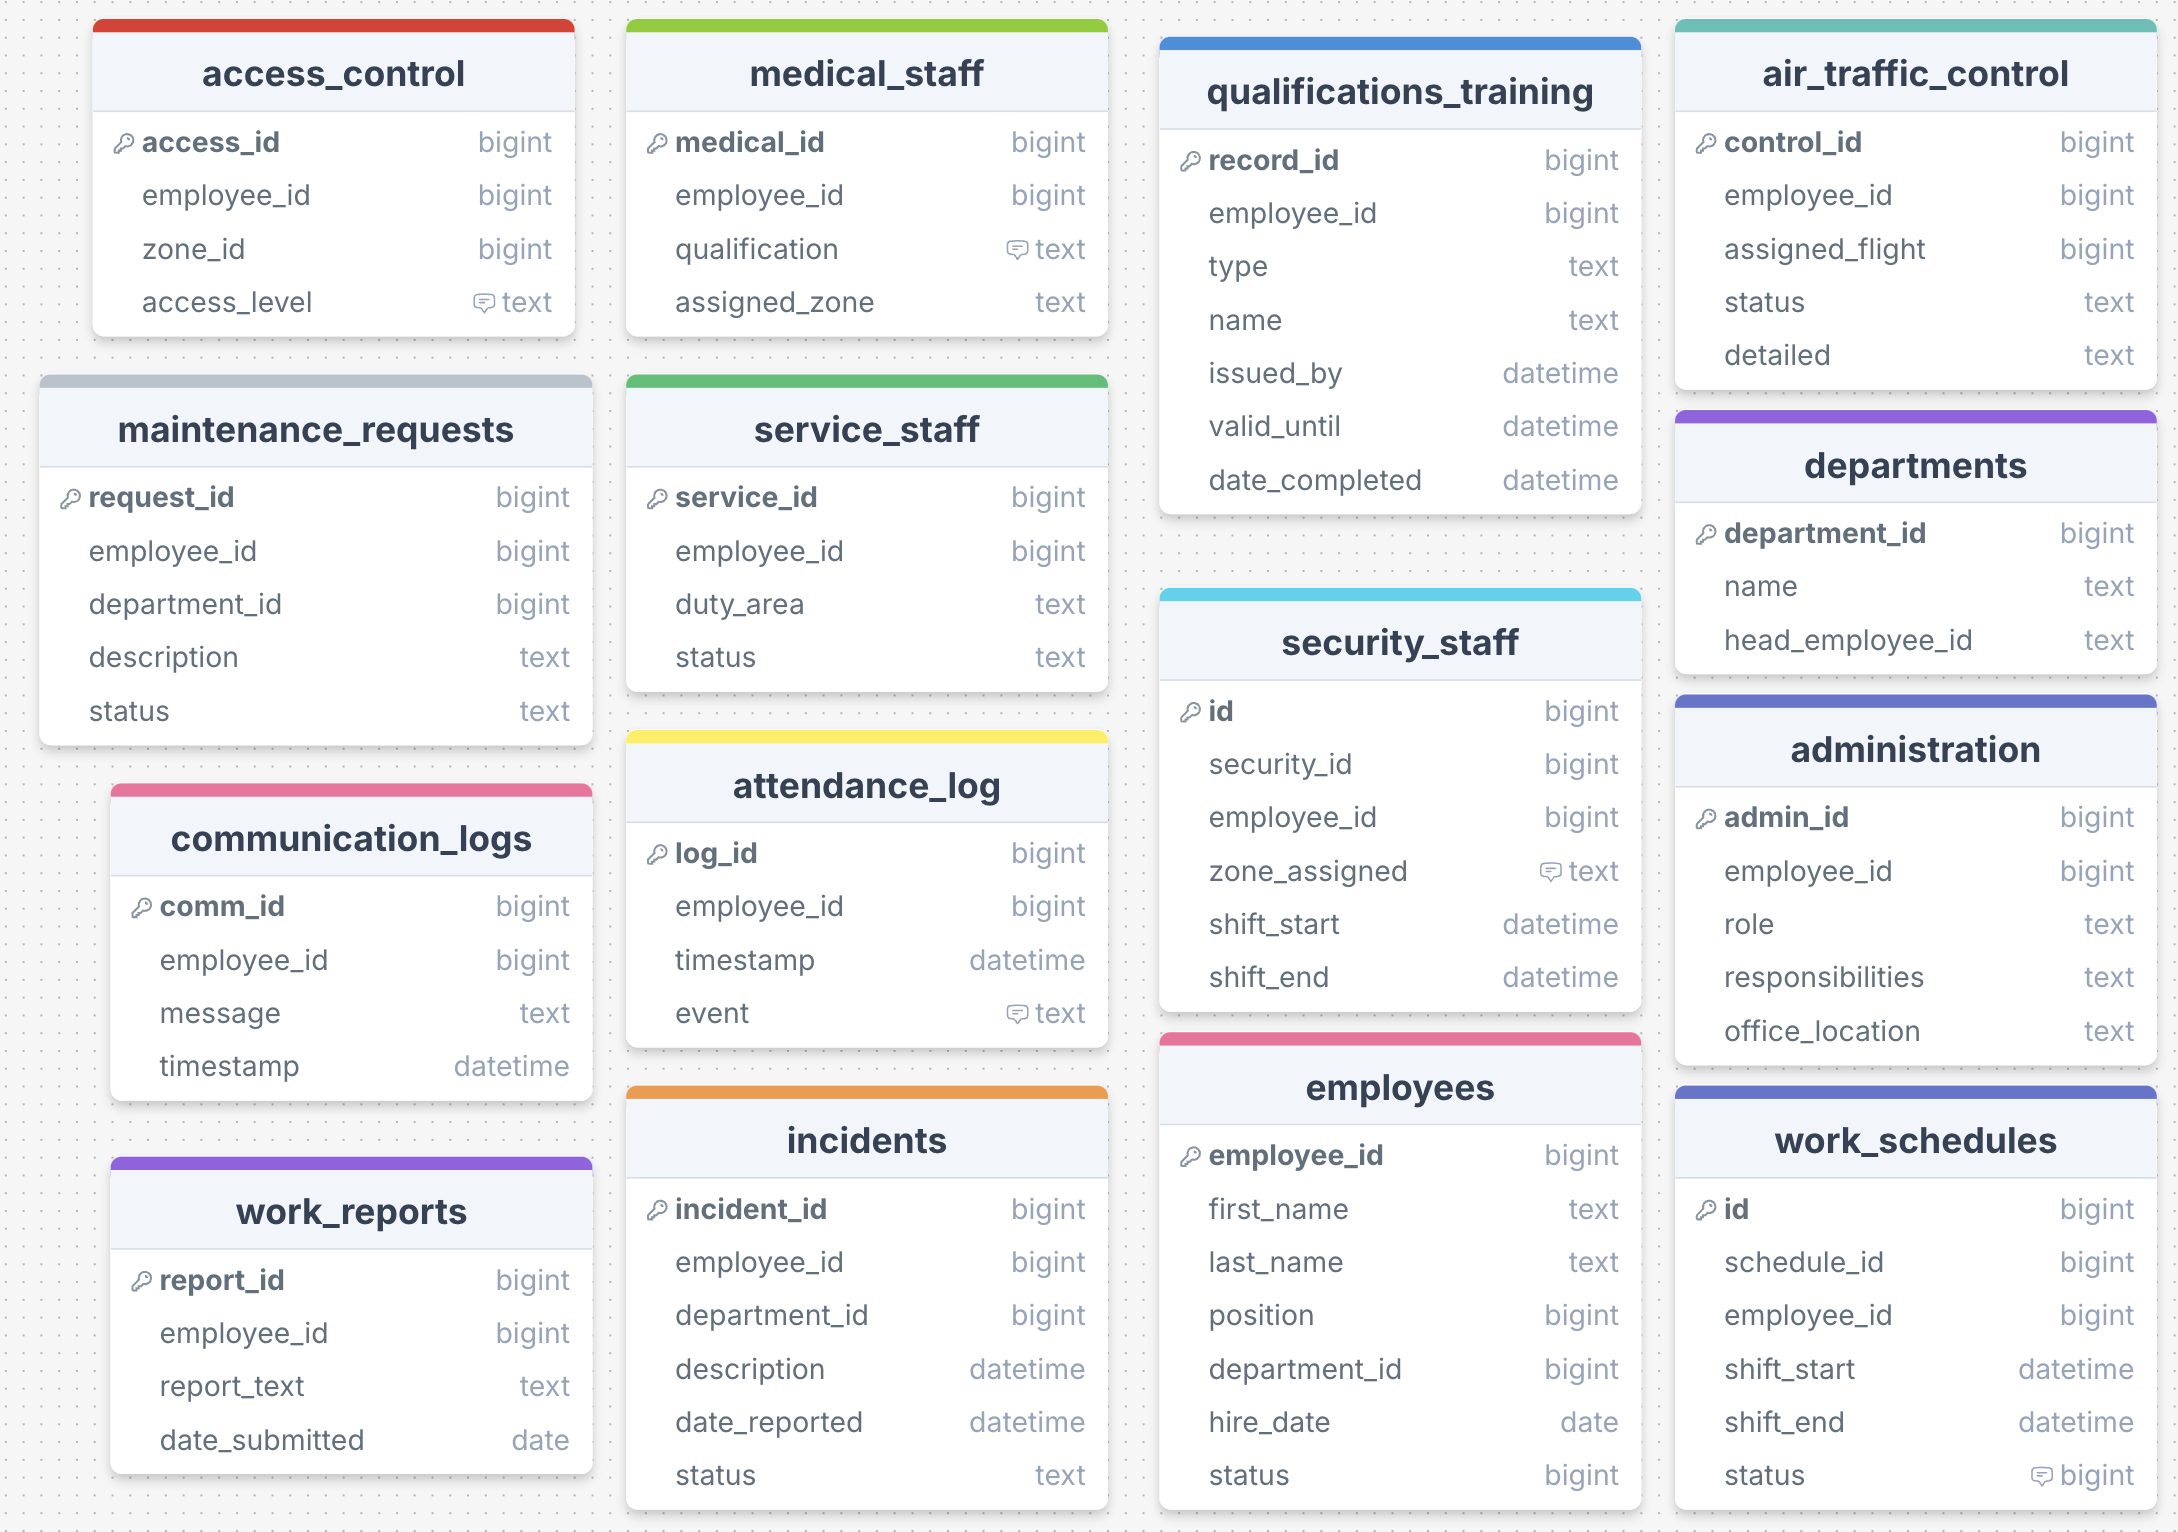 access_control
access_id bigint
employee_id bigint
zone_id bigint
access_level text
maintenance_requests
request_id bigint
employee_id bigint
department_id bigint
description text
status text
communication_logs
comm_id bigint
employee_id bigint
message text
timestamp datetime
work_reports
report_id bigint
employee_id bigint
report_text text
date_submitted date
medical_staff
medical_id bigint
employee_id bigint
qualification text
assigned_zone text
service_staff
service_id bigint
employee_id bigint
duty_area text
status text
attendance_log
log_id bigint
employee_id bigint
timestamp datetime
event text
incidents
incident_id bigint
employee_id bigint
department_id bigint
description datetime
date_reported datetime
status text
qualifications_training
record_id bigint
employee_id bigint
type text
name text
issued_by datetime
valid_until datetime
date_completed datetime
security_staff
id bigint
security_id bigint
employee_id bigint
zone_assigned text
shift_start datetime
shift_end datetime
employees
employee_id bigint
first_name text
last_name text
position bigint
department_id bigint
hire_date date
status bigint
air_traffic_control
control_id bigint
employee_id bigint
assigned_flight bigint
status text
detailed text
departments
department_id bigint
name text
head_employee_id text
administration
admin_id bigint
employee_id bigint
role text
responsibilities text
office_location text
work_schedules
id bigint
schedule_id bigint
employee_id bigint
shift_start datetime
shift_end datetime
status bigint